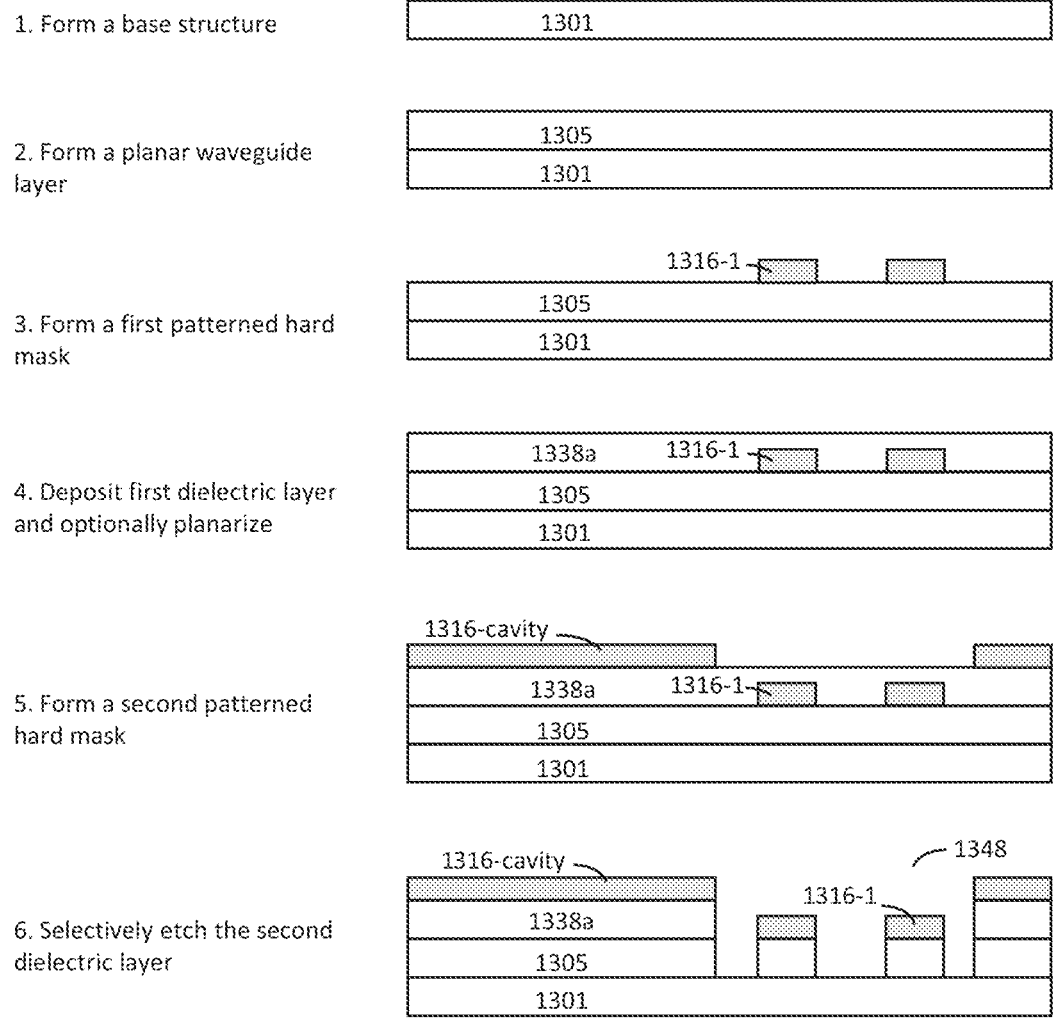 1. Form a base structure
1301
2. Form a planar waveguide
layer
1305
1301
3. Form a first patterned hard
mask
1316-1
1305
1301
4. Deposit first dielectric layer
and optionally planarize
1338a
1316-1
1305
1301
5. Form a second patterned
hard mask
1316-cavity
1338a
1316-1
1305
1301
6. Selectively etch the second
dielectric layer
1316-cavity
1348
1316-1
1338a
1305
1301